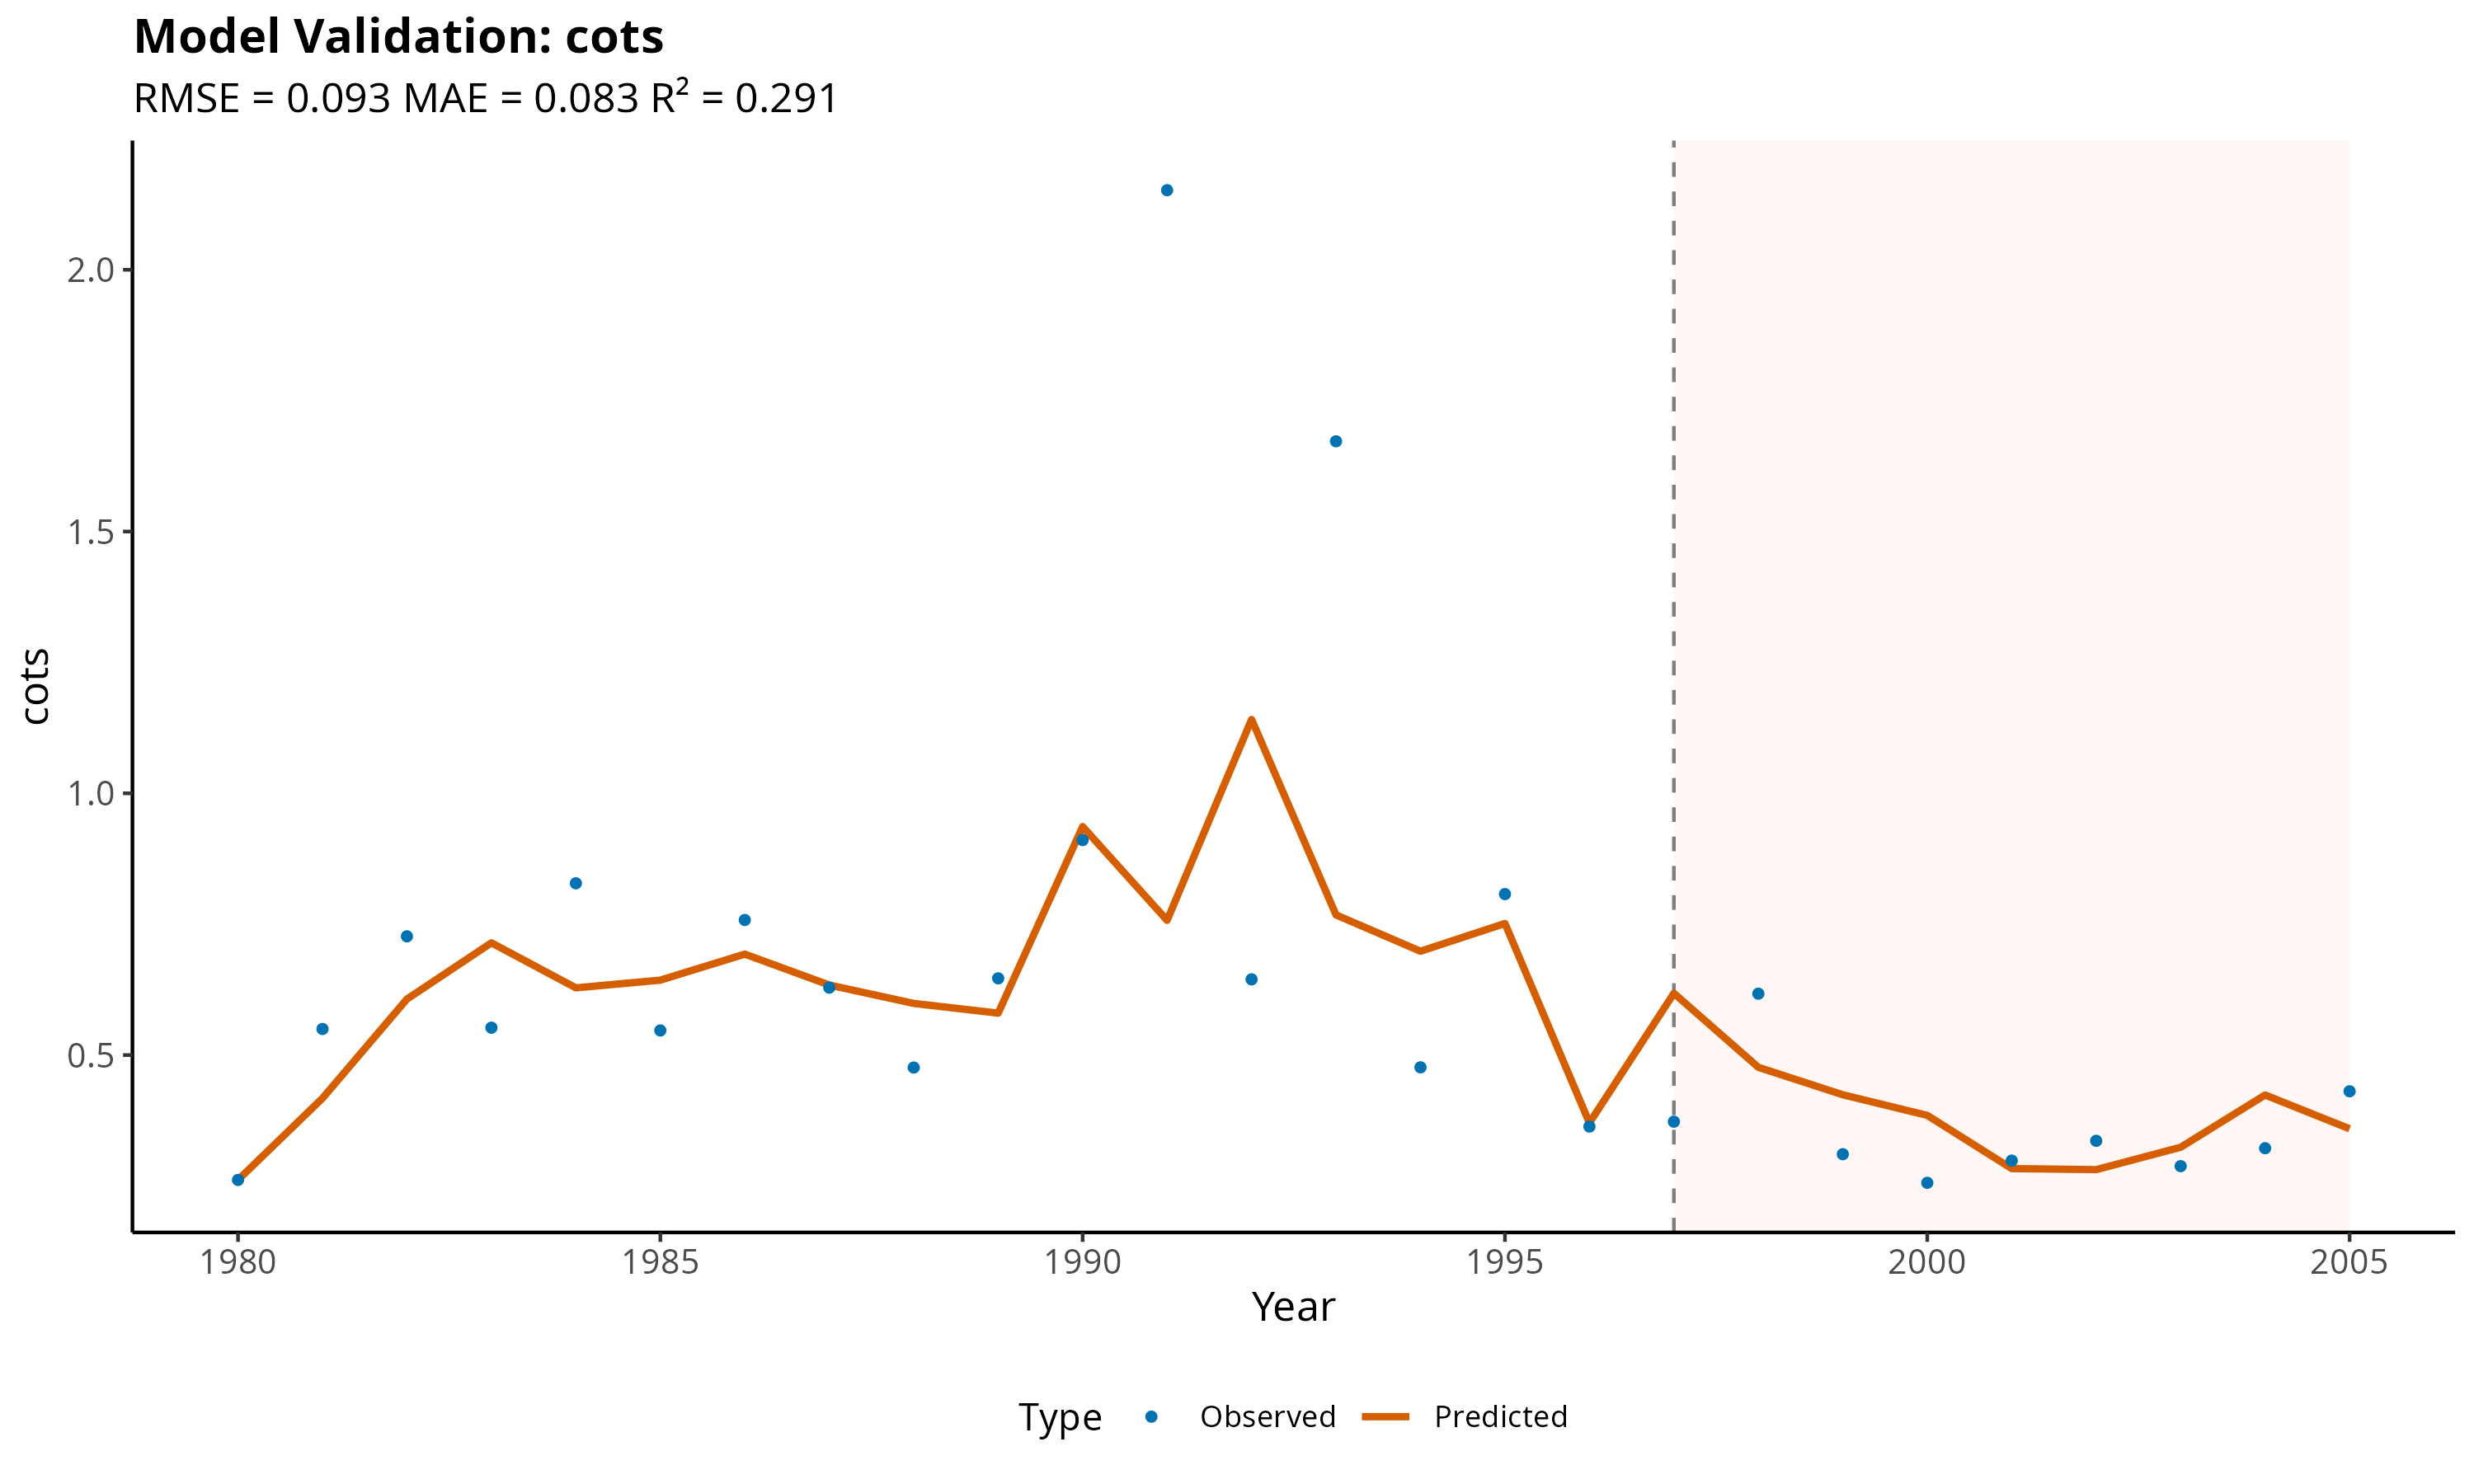 Model Validation: cots
RMSE = 0.093 MAE = 0.083 R² = 0.291
2.0
1.5
1.0
0.5
cots
1980 1985 1990 1995 2000 2005
Year
Type Observed Predicted